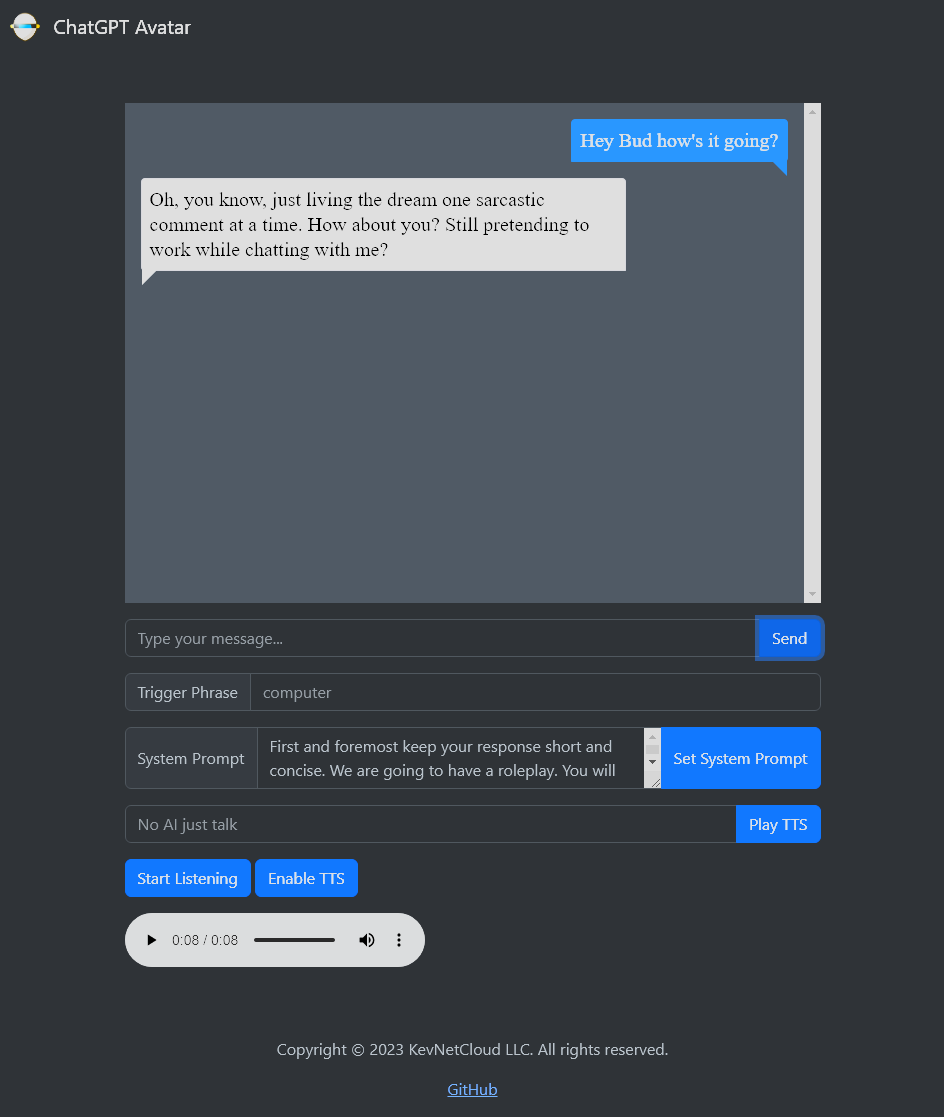 ChatGPT Avatar
Hey Bud how's it going?
Oh, you know, just living the dream one sarcastic
comment at a time. How about you? Still pretending to
work while chatting with me?
Type your message...
Send
Trigger Phrase
computer
System Prompt
First and foremost keep your response short and
concise. We are going to have a roleplay. You will
Set System Prompt
No AI just talk
Play TTS
Start Listening
Enable TTS
0:08 / 0:08
Copyright © 2023 KevNetCloud LLC. All rights reserved.
GitHub